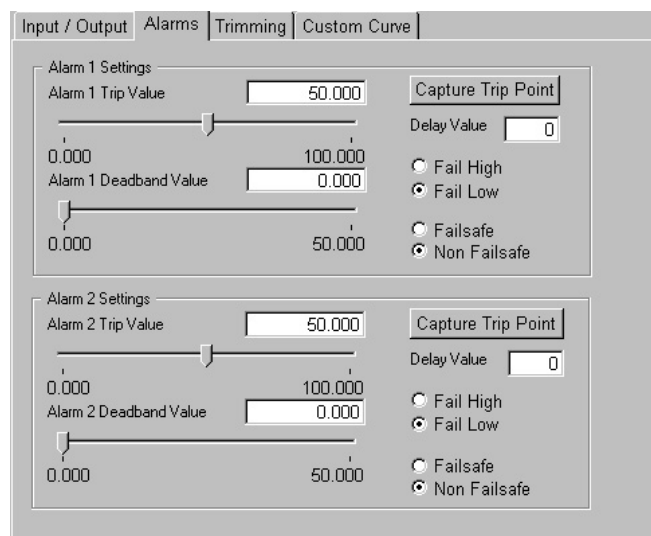 Input / Output Alarms Trimming Custom Curve
Alarm 1 Settings
Alarm 1 Trip Value 50.000 Capture Trip Point
Delay Value 0
0.000 100.000
Fail High
Alarm 1 Deadband Value 0.000
Fail Low
Failsafe
0.000 50.000
Non Failsafe
Alarm 2 Settings
Alarm 2 Trip Value 50.000 Capture Trip Point
Delay Value 0
0.000 100.000
Fail High
Alarm 2 Deadband Value 0.000
Fail Low
Failsafe
0.000 50.000
Non Failsafe